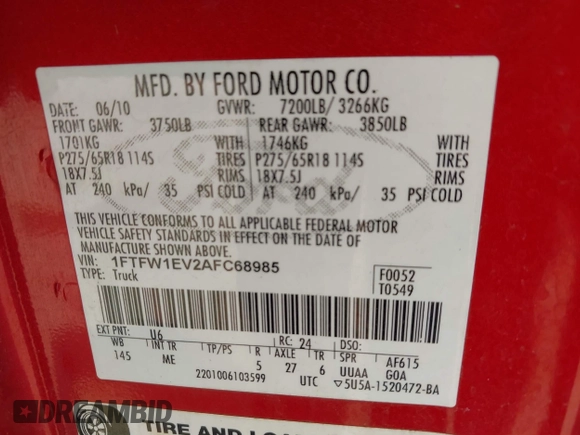 MFD. BY FORD MOTOR CO.
DATE: 06/10 GVWR: 7200LB/ 3266KG
FRONT GAWR: 3750LB REAR GAWR: 3850LB
1701KG WITH 1746KG WITH
P275/65R18 114S TIRES P275/65R18 114S TIRES
18X7.5J RIMS 18X7.5J RIMS
AT 240 kPa/ 35 PSI COLD AT 240 kPa/ 35 PSI COLD
THIS VEHICLE CONFORMS TO ALL APPLICABLE FEDERAL MOTOR
VEHICLE SAFETY STANDARDS IN EFFECT ON THE DATE OF
MANUFACTURE SHOWN ABOVE.
VIN: 1FTFW1EV2AFC68985
TYPE: Truck
F0052
T0549
EXT PNT: U6 RC: 24 DSO:
WB INT TR TP/PS R AXLE TR SPR AF615
145 ME 5 27 6 UUAA GOA
2201006103599 UTC ▽5U5A-1520472-BA
Ford
DREAMBID
TIRE AND